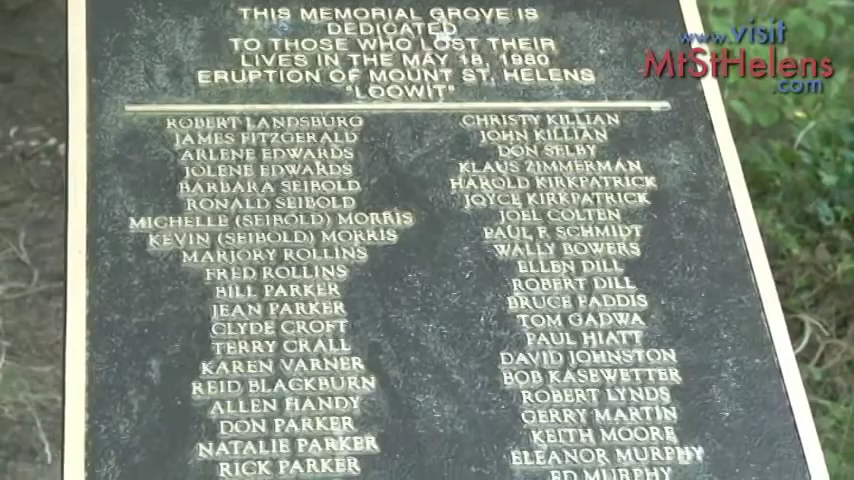 THIS MEMORIAL GROVE IS
DEDICATED
TO THOSE WHO LOST THEIR
LIVES IN THE MAY 18, 1980
ERUPTION OF MOUNT ST. HELENS
"LOOWIT"
ROBERT LANDSBURG
JAMES FITZGERALD
ARLENE EDWARDS
JOLENE EDWARDS
BARBARA SEIBOLD
RONALD SEIBOLD
MICHELLE (SEIBOLD) MORRIS
KEVIN (SEIBOLD) MORRIS
MARJORY ROLLINS
FRED ROLLINS
BILL PARKER
JEAN PARKER
CLYDE CROFT
TERRY CRALL
KAREN VARNER
REID BLACKBURN
ALLEN HANDY
DON PARKER
NATALIE PARKER
RICK PARKER
CHRISTY KILLIAN
JOHN KILLIAN
DON SELBY
KLAUS ZIMMERMAN
HAROLD KIRKPATRICK
JOYCE KIRKPATRICK
JOEL COLTEN
PAUL F. SCHMIDT
WALLY BOWERS
ELLEN DILL
ROBERT DILL
BRUCE FADDIS
TOM GADWA
PAUL HIATT
DAVID JOHNSTON
BOB KASEWETTER
ROBERT LYNDS
GERRY MARTIN
KEITH MOORE
ELEANOR MURPHY
ED MURPHY
www.visit
MtStHelens
.com